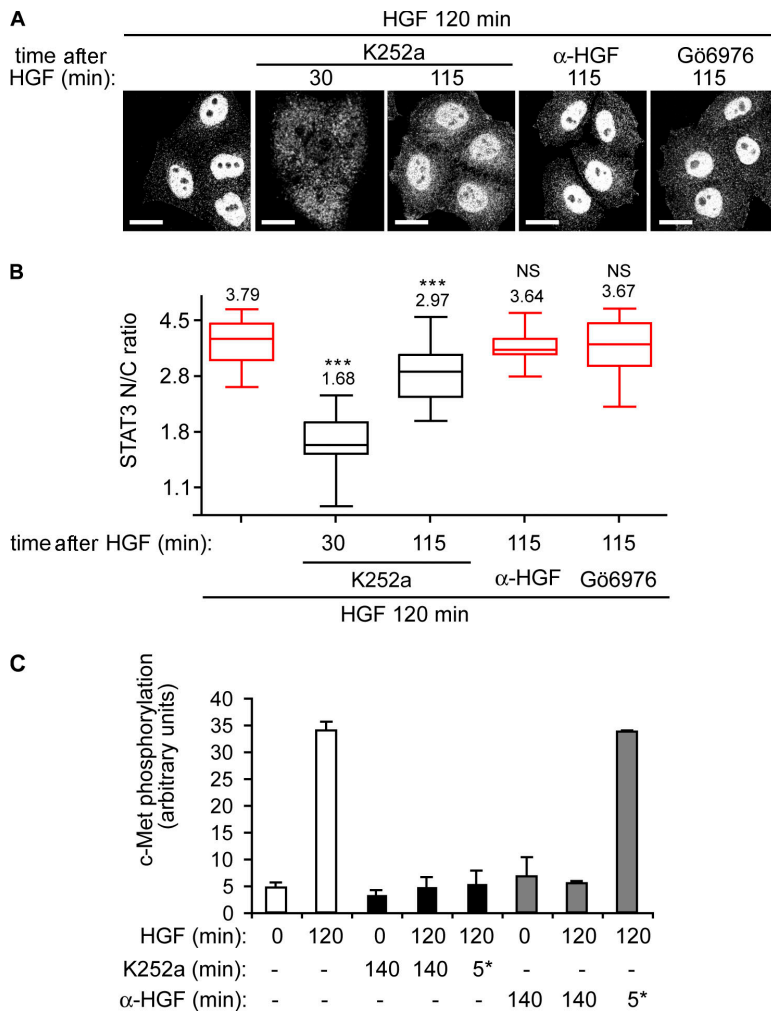 A
HGF 120 min
time after HGF (min):
K252a
α-HGF
Gö6976
30 115 115 115
B
STAT3 N/C ratio
4.5
2.8
1.8
1.1
3.79
***
1.68
***
2.97
NS
3.64
NS
3.67
time after HGF (min): 30 115 115 115
K252a α-HGF Gö6976
HGF 120 min
C
c-Met phosphorylation
(arbitrary units)
40
35
30
25
20
15
10
5
0
HGF (min): 0 120 0 120 120 0 120 120
K252a (min): - - 140 140 5* - - -
α-HGF (min): - - - - - 140 140 5*